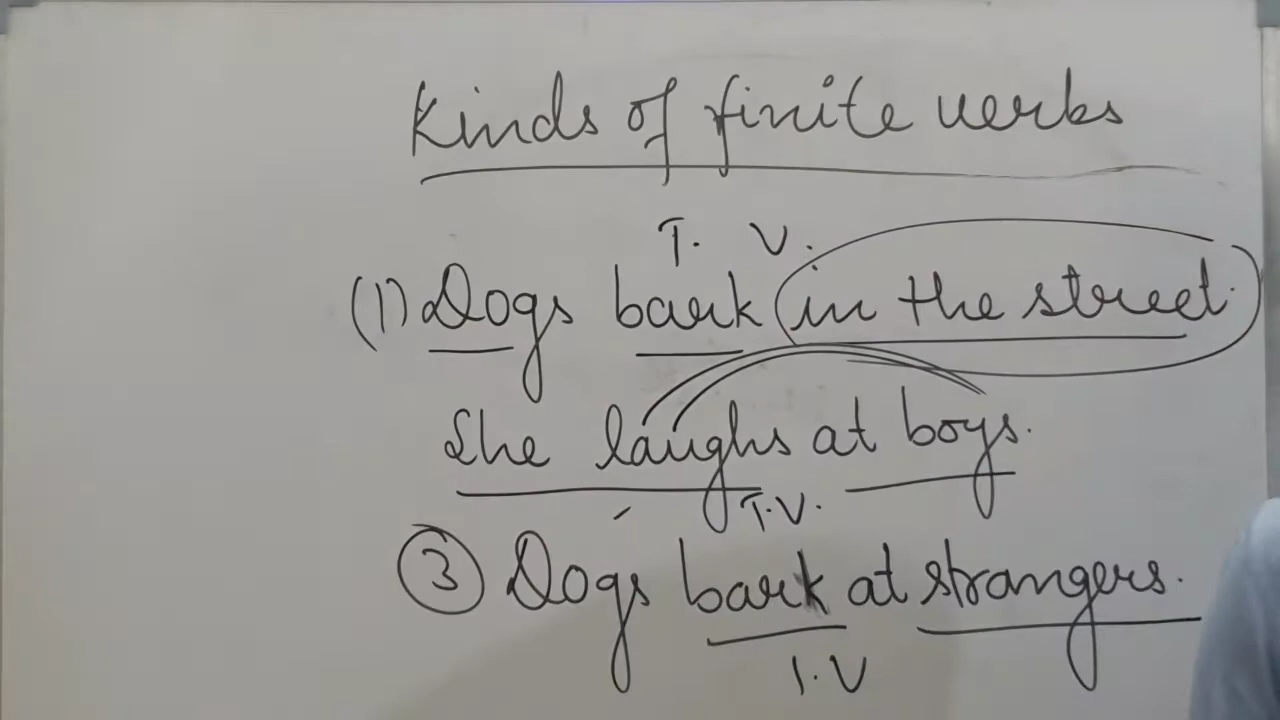 Kinds of finite verbs
T. V.
(1) Dogs bark in the street.
She laughs at boys.
T.V.
3 Dogs bark at strangers.
I.V